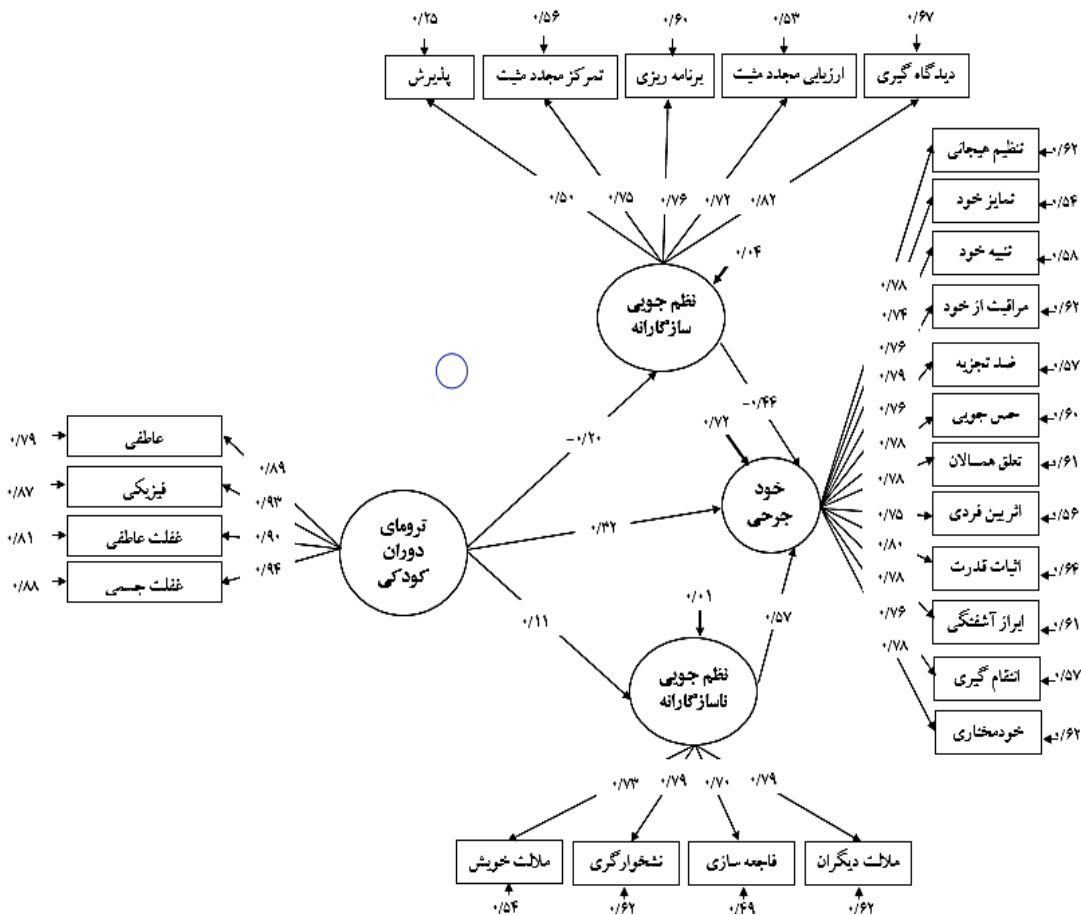 ۰/۲۵
۰/۵۶
۰/۶۰
۰/۵۳
۰/۶۷
پذیرش
تمرکز مجدد مثبت
برنامه ریزی
ارزیابی مجدد مثبت
دیدگاه گیری
۰/۵۰
۰/۷۵
۰/۷۶
۰/۷۲
۰/۸۲
۰/۰۴
نظم جویی
سازگارانه
تنظیم هیجانی
۰/۶۲
تمایز خود
۰/۵۴
تنبیه خود
۰/۵۸
مراقبت از خود
۰/۶۲
ضد تجزیه
۰/۵۷
حس جویی
۰/۶۰
تعلق همسالان
۰/۶۱
اثربین فردی
۰/۵۶
اثبات قدرت
۰/۶۴
ابراز آشفتگی
۰/۶۱
انتقام گیری
۰/۵۷
خودمختاری
۰/۶۲
۰/۷۸
۰/۷۴
۰/۷۶
۰/۷۹
۰/۷۶
۰/۷۸
۰/۷۸
۰/۷۵
۰/۸۰
۰/۷۸
۰/۷۶
۰/۷۸
-۰/۲۰
-۰/۴۶
۰/۷۲
خود
جرحی
۰/۳۲
۰/۱۱
۰/۵۷
۰/۷۹
عاطفی
۰/۸۷
فیزیکی
۰/۸۱
غفلت عاطفی
۰/۸۸
غفلت جسمی
۰/۸۹
۰/۹۳
۰/۹۰
۰/۹۴
ترومای
دوران
کودکی
۰/۰۱
نظم جویی
ناسازگارانه
۰/۷۳
۰/۷۹
۰/۷۰
۰/۷۹
ملالت خویش
نشخوارگری
فاجعه سازی
ملالت دیگران
۰/۵۴
۰/۶۲
۰/۴۹
۰/۶۲